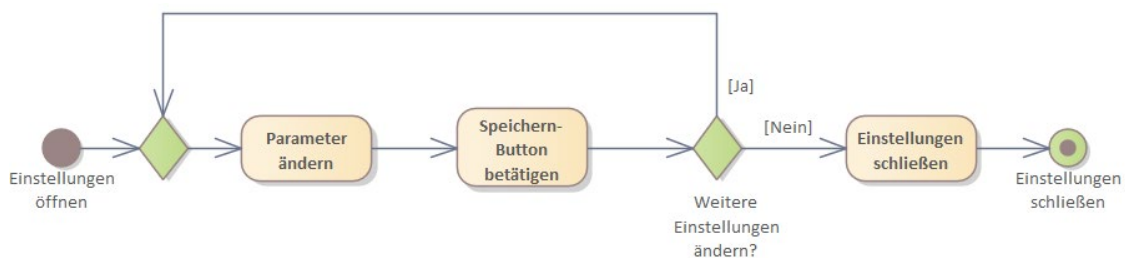 Einstellungen
öffnen
Parameter
ändern
Speichern-
Button
betätigen
[Ja]
[Nein]
Weitere
Einstellungen
ändern?
Einstellungen
schließen
Einstellungen
schließen